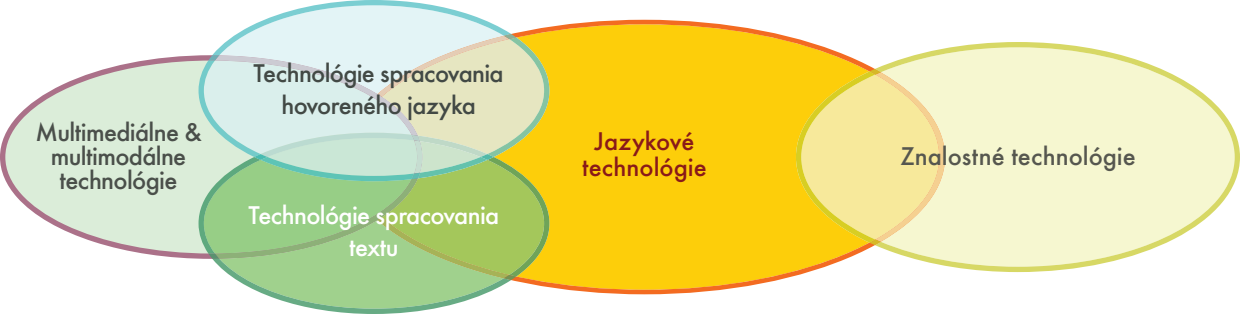 Technológie spracovania
hovoreného jazyka
Multimediálne &
multimodálne
technológie
Technológie spracovania
textu
Jazykové
technológie
Znalostné technológie